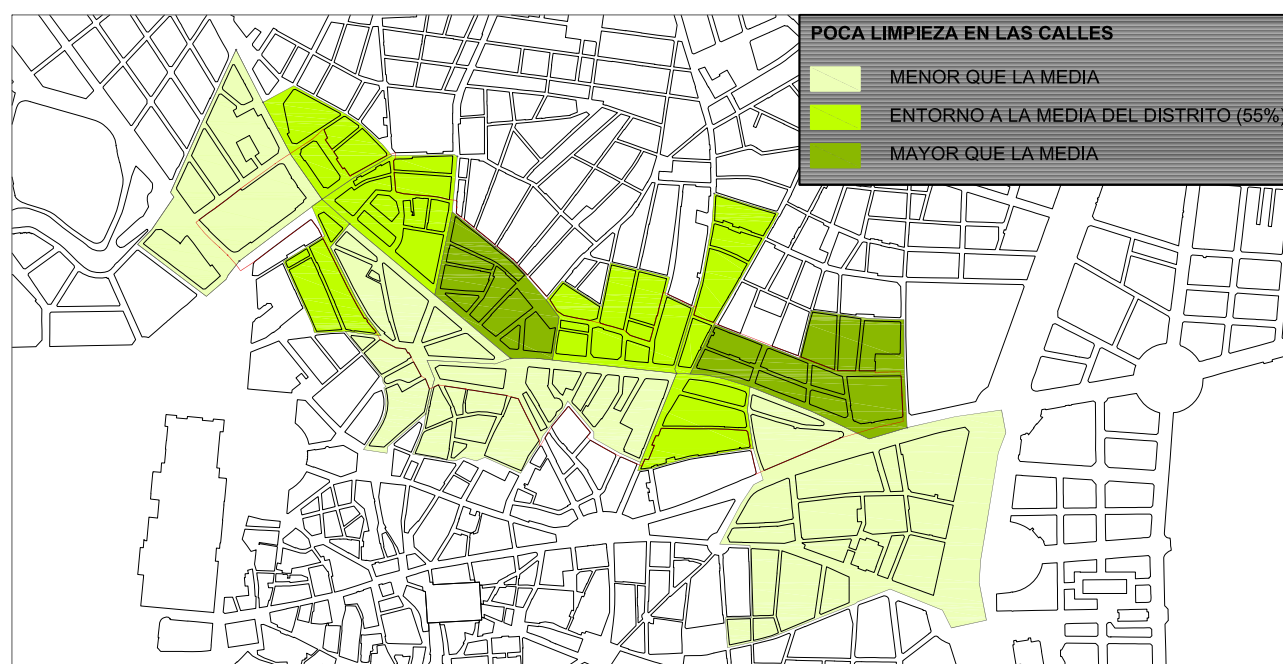 POCA LIMPIEZA EN LAS CALLES
MENOR QUE LA MEDIA
ENTORNO A LA MEDIA DEL DISTRITO (55%)
MAYOR QUE LA MEDIA